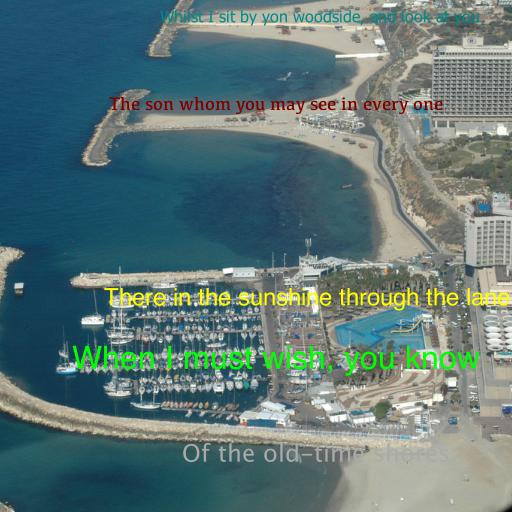 Whilst I sit by yon woodside, and look at you
The son whom you may see in every one
There in the sunshine through the lane
When I must wish, you know
Of the old-time shores